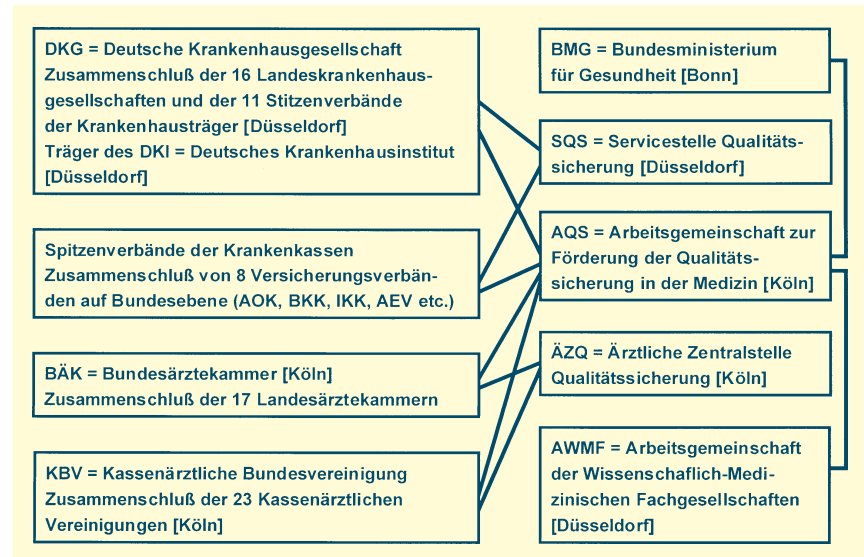 DKG = Deutsche Krankenhausgesellschaft
Zusammenschluß der 16 Landeskrankenhaus-
gesellschaften und der 11 Stitzenverbände
der Krankenhausträger [Düsseldorf]
Träger des DKI = Deutsches Krankenhausinstitut
[Düsseldorf]
Spitzenverbände der Krankenkassen
Zusammenschluß von 8 Versicherungsverbän-
den auf Bundesebene (AOK, BKK, IKK, AEV etc.)
BÄK = Bundesärztekammer [Köln]
Zusammenschluß der 17 Landesärztekammern
KBV = Kassenärztliche Bundesvereinigung
Zusammenschluß der 23 Kassenärztlichen
Vereinigungen [Köln]
BMG = Bundesministerium
für Gesundheit [Bonn]
SQS = Servicestelle Qualitäts-
sicherung [Düsseldorf]
AQS = Arbeitsgemeinschaft zur
Förderung der Qualitäts-
sicherung in der Medizin [Köln]
ÄZQ = Ärztliche Zentralstelle
Qualitätssicherung [Köln]
AWMF = Arbeitsgemeinschaft
der Wissenschaflich-Medi-
zinischen Fachgesellschaften
[Düsseldorf]